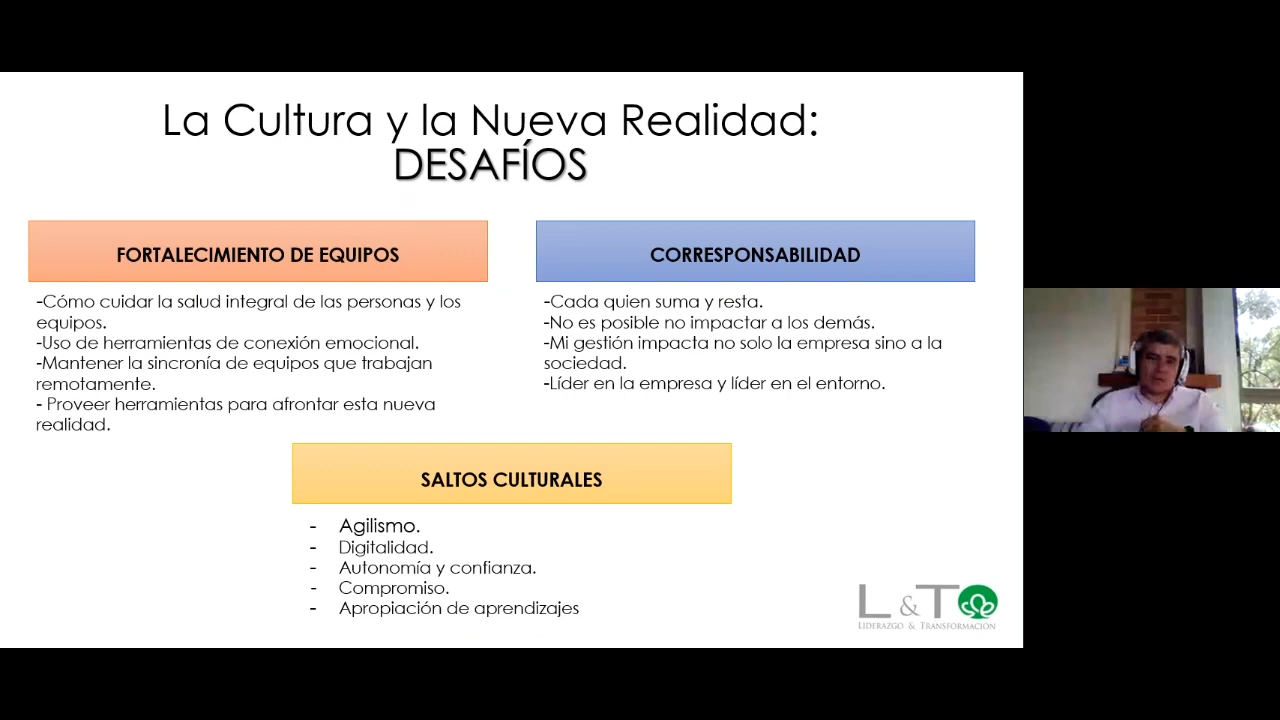 La Cultura y la Nueva Realidad:
DESAFÍOS
FORTALECIMIENTO DE EQUIPOS
-Cómo cuidar la salud integral de las personas y los
equipos.
-Uso de herramientas de conexión emocional.
-Mantener la sincronía de equipos que trabajan
remotamente.
- Proveer herramientas para afrontar esta nueva
realidad.
CORRESPONSABILIDAD
-Cada quien suma y resta.
-No es posible no impactar a los demás.
-Mi gestión impacta no solo la empresa sino a la
sociedad.
-Líder en la empresa y líder en el entorno.
SALTOS CULTURALES
- Agilismo.
- Digitalidad.
- Autonomía y confianza.
- Compromiso.
- Apropiación de aprendizajes
L & T
LIDERAZGO & TRANSFORMACION